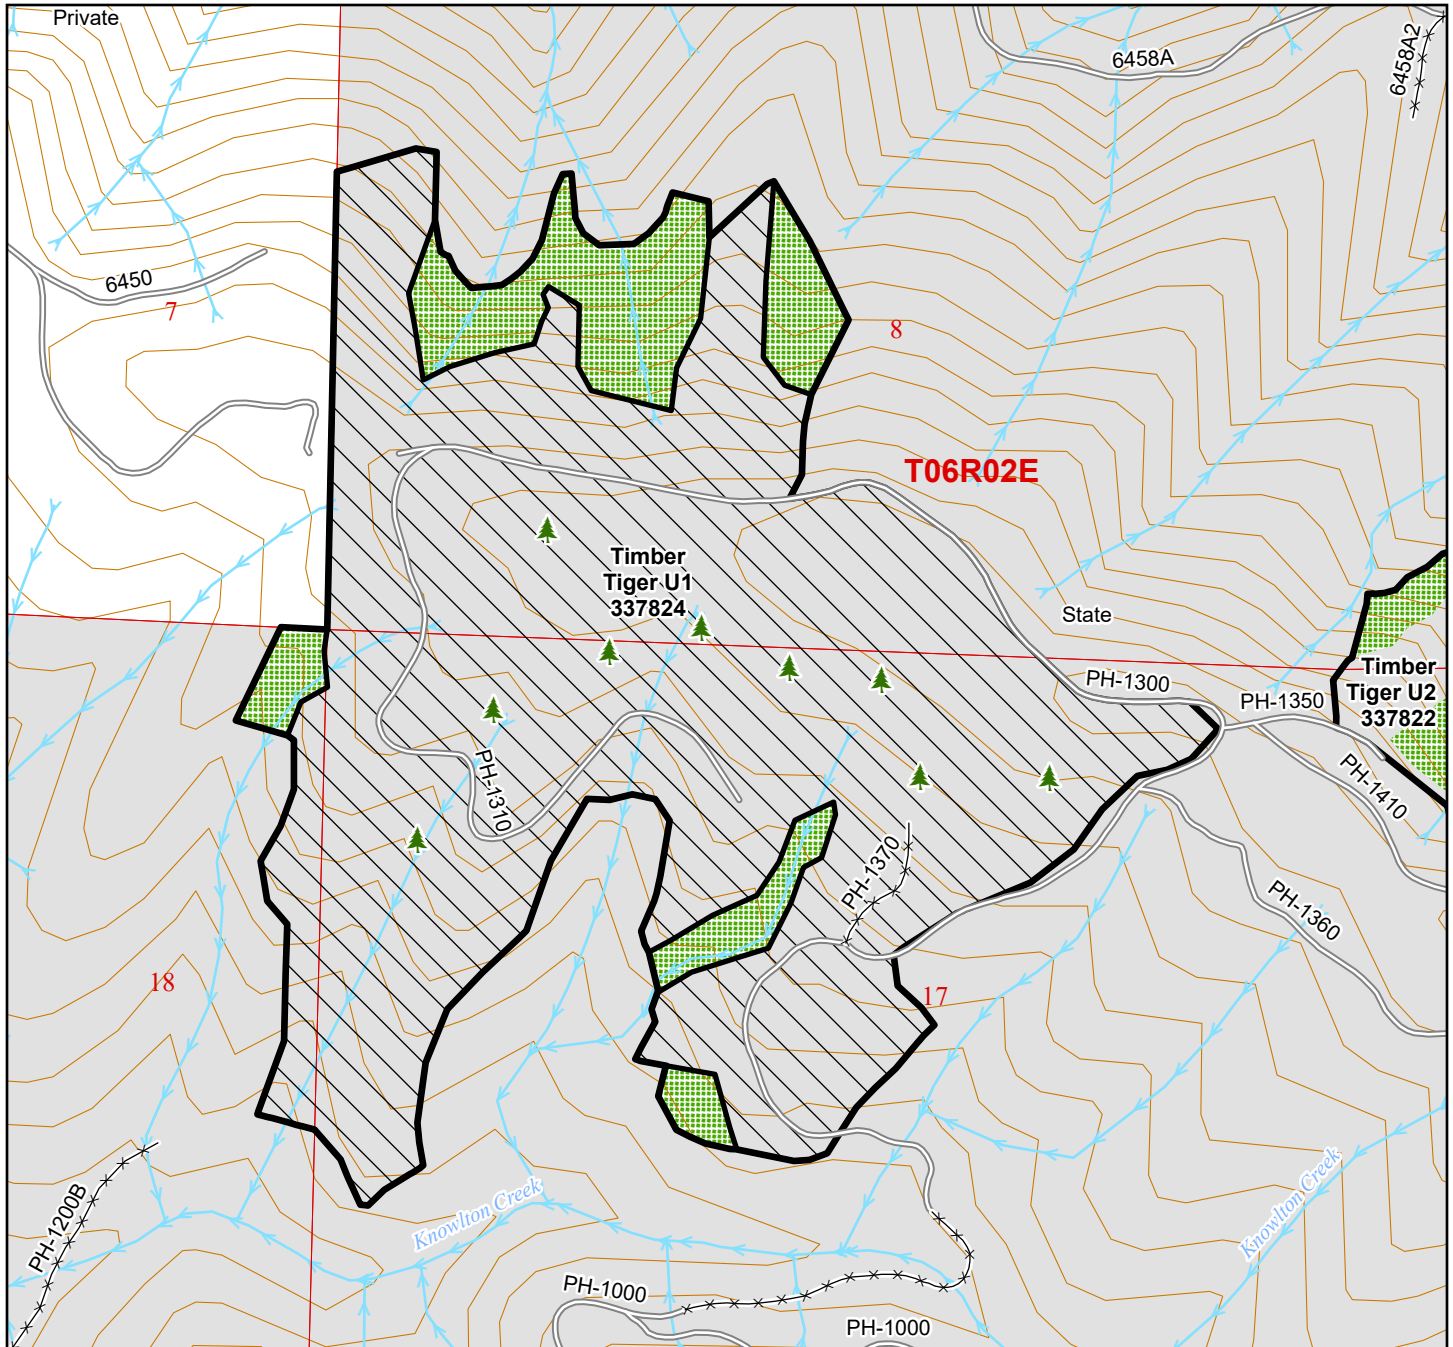 Private
6458A
6458A2
6450
7
8
T06R02E
Timber
Tiger U1
337824
State
Timber
Tiger U2
337822
PH-1300
PH-1350
PH-1310
PH-1410
PH-1370
PH-1360
18
17
PH-1200B
Knowlton Creek
Knowlton Creek
PH-1000
PH-1000